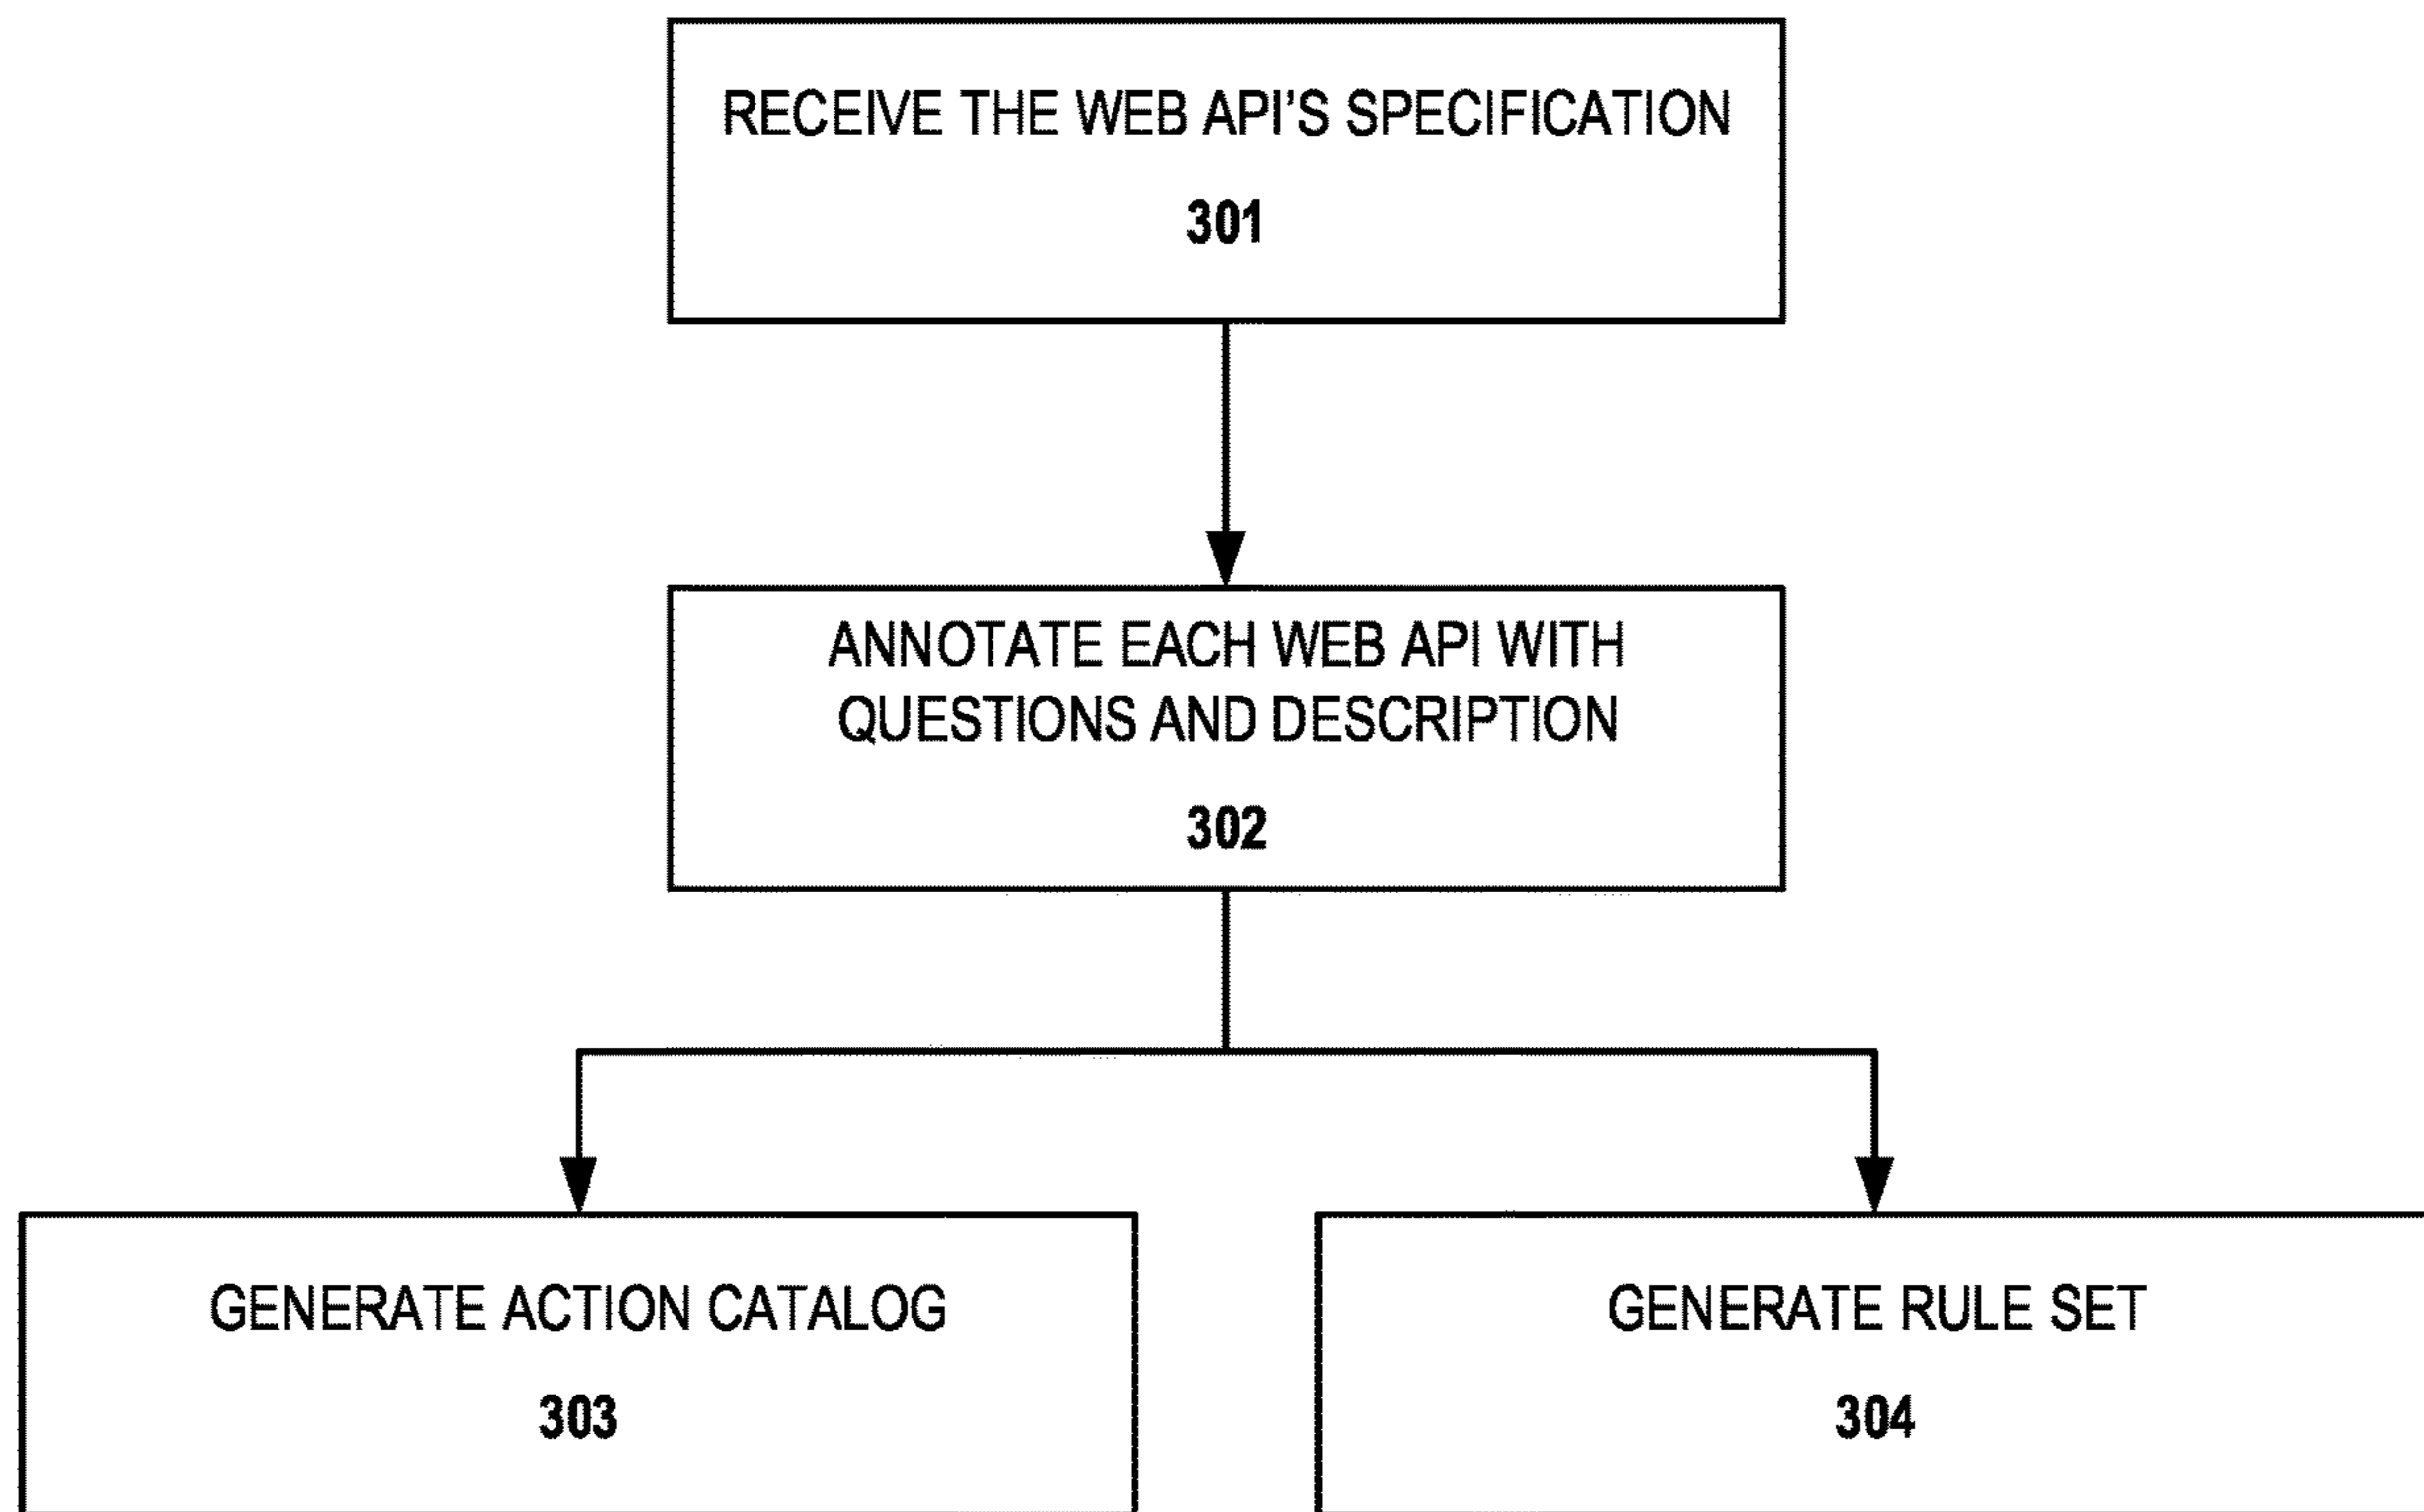 RECEIVE THE WEB API'S SPECIFICATION
301
ANNOTATE EACH WEB API WITH
QUESTIONS AND DESCRIPTION
302
GENERATE ACTION CATALOG
303
GENERATE RULE SET
304